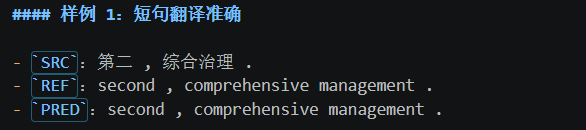 #### 样例 1：短句翻译准确
- `SRC`：第二 , 综合治理 .
- `REF`：second , comprehensive management .
- `PRED`：second , comprehensive management .